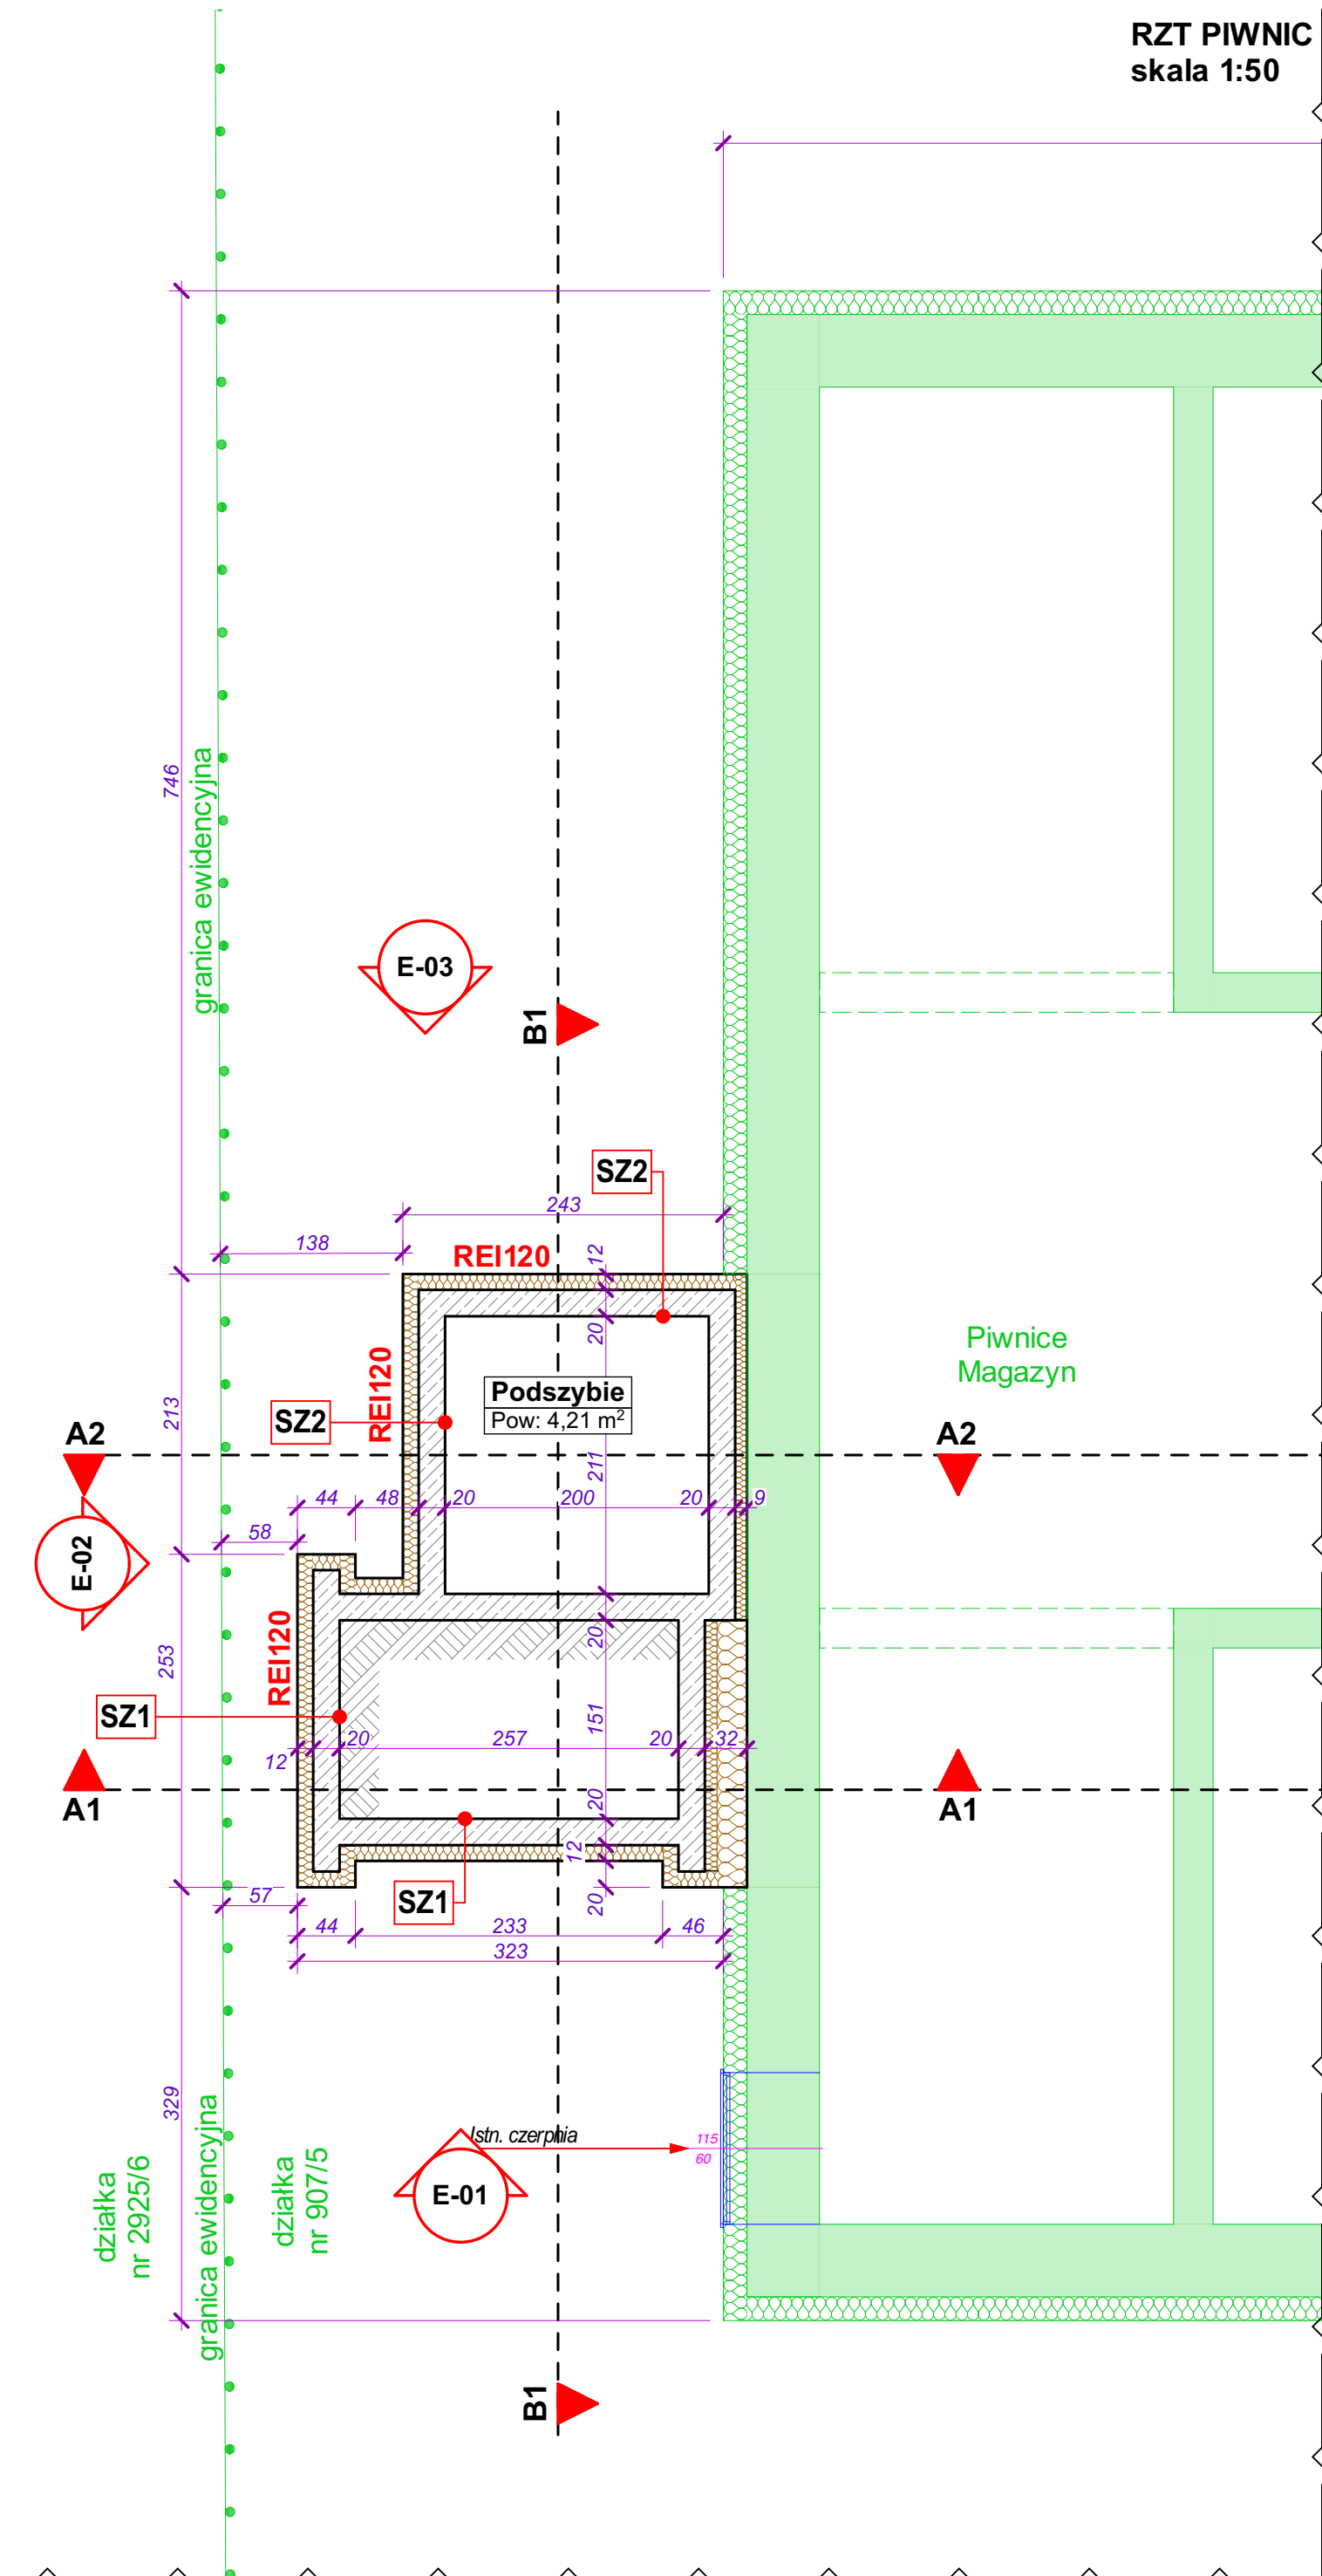 RZT PIWNIC
skala 1:50
746
granica ewidencyjna
E-03
B1
SZ2
243
138
REI120
12
20
REI120
Podszybie
Pow: 4,21 m²
Piwnice
Magazyn
SZ2
213
A2
A2
211
44
48
20
200
20
9
58
E-02
REI120
253
20
SZ1
151
20
257
20
32
12
A1
A1
20
12
SZ1
20
57
44
233
46
323
329
Istn. czerpnia
115
60
E-01
działka
nr 2925/6
granica ewidencyjna
działka
nr 907/5
B1